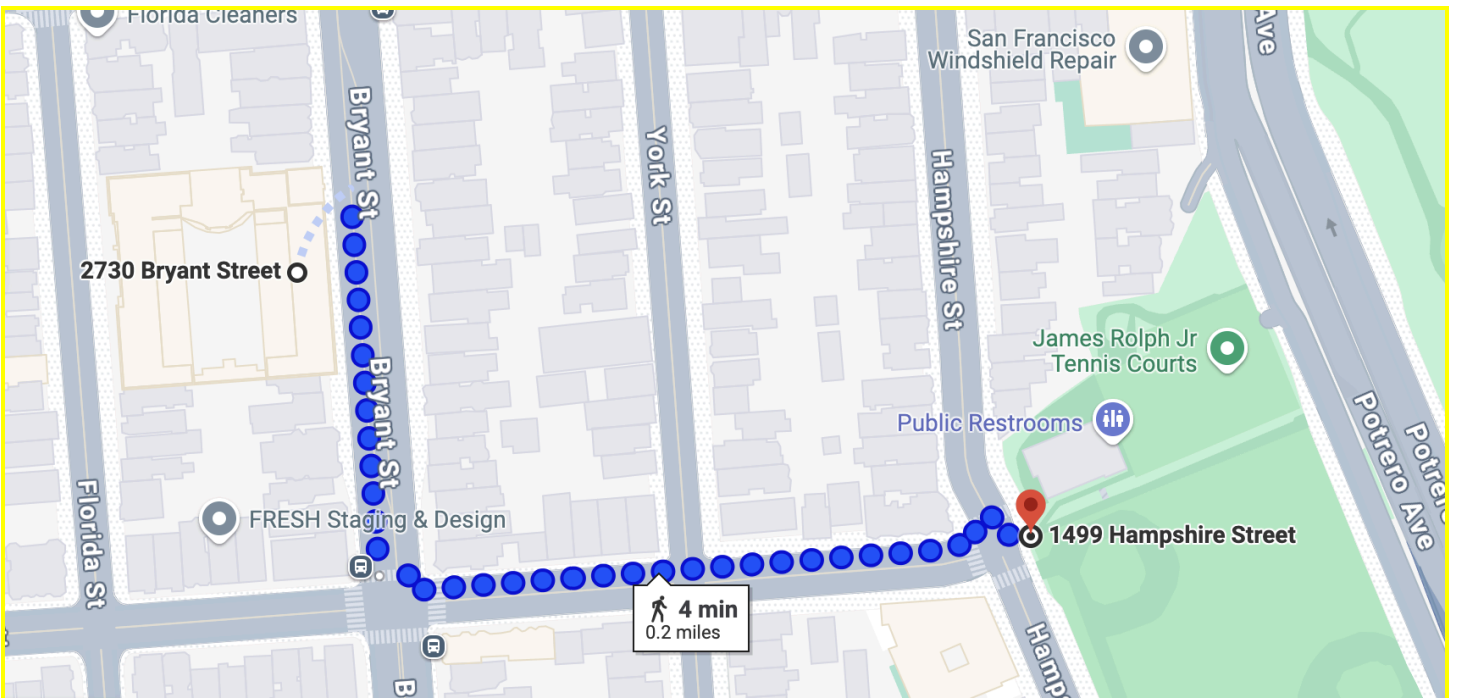 Florida Cleaners
Ave
San Francisco
Windshield Repair
Bryant St
York St
Hampshire St
2730 Bryant Street
James Rolph Jr
Tennis Courts
Bryant St
Public Restrooms
Potrero Ave
Florida St
FRESH Staging & Design
1499 Hampshire Street
4 min
0.2 miles